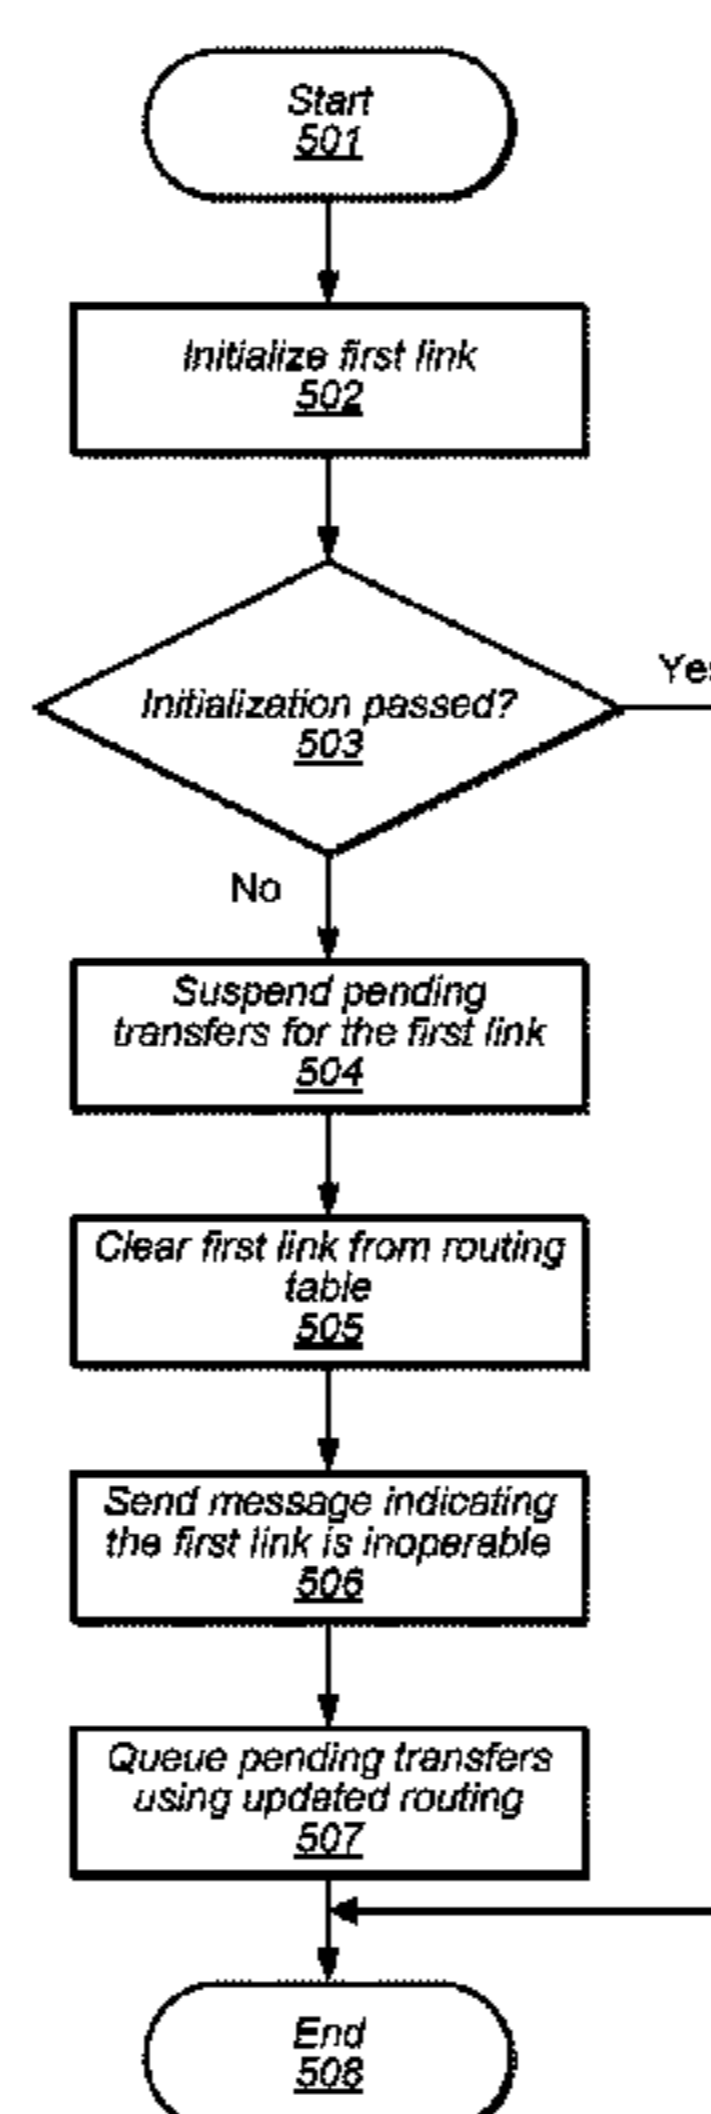 Start
501
Initialize first link
502
Yes
Initialization passed?
503
No
Suspend pending
transfers for the first link
504
Clear first link from routing
table
505
Send message indicating
the first link is inoperable
506
Queue pending transfers
using updated routing
507
End
508